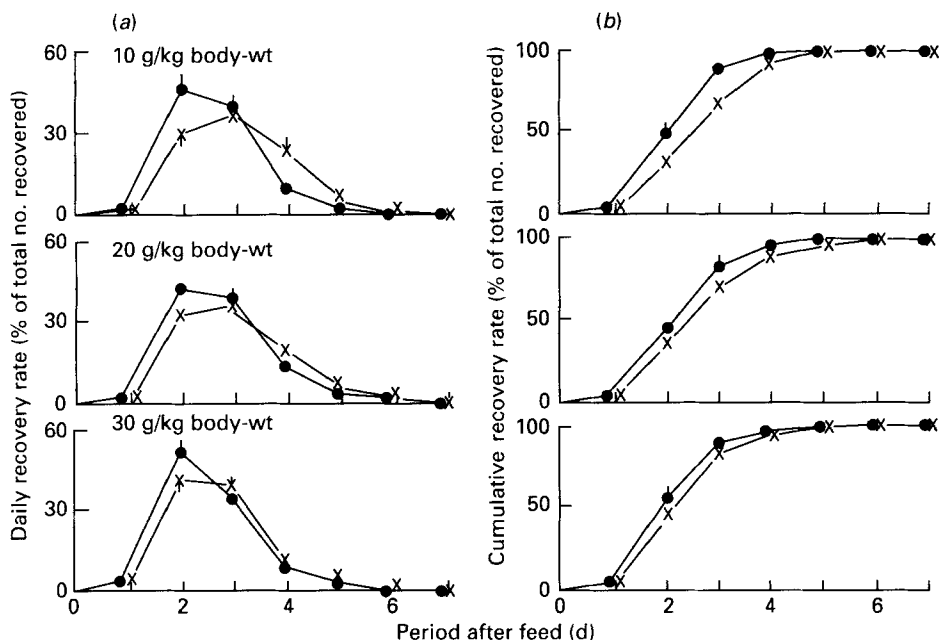 (a)
60
10 g/kg body-wt
30
0
60
20 g/kg body-wt
30
0
60
30 g/kg body-wt
30
0
0 2 4 6
Daily recovery rate (% of total no. recovered)
(b)
100
50
0
100
50
0
100
50
0
0 2 4 6
Cumulative recovery rate (% of total no. recovered)
Period after feed (d)